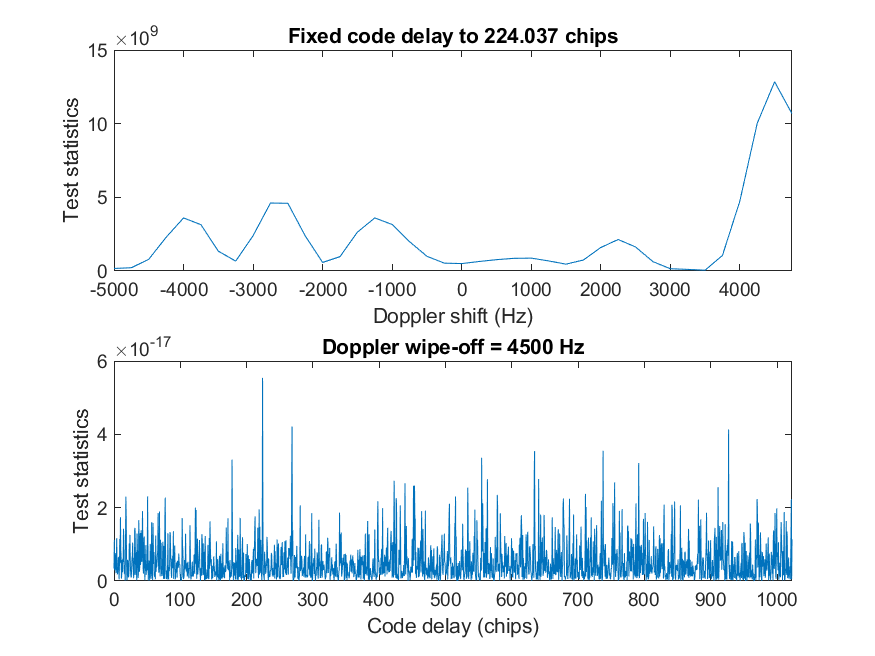 ×10^9
Fixed code delay to 224.037 chips
15
10
5
0
Test statistics
-5000 -4000 -3000 -2000 -1000 0 1000 2000 3000 4000
Doppler shift (Hz)
×10^-17
Doppler wipe-off = 4500 Hz
6
4
2
0
Test statistics
0 100 200 300 400 500 600 700 800 900 1000
Code delay (chips)